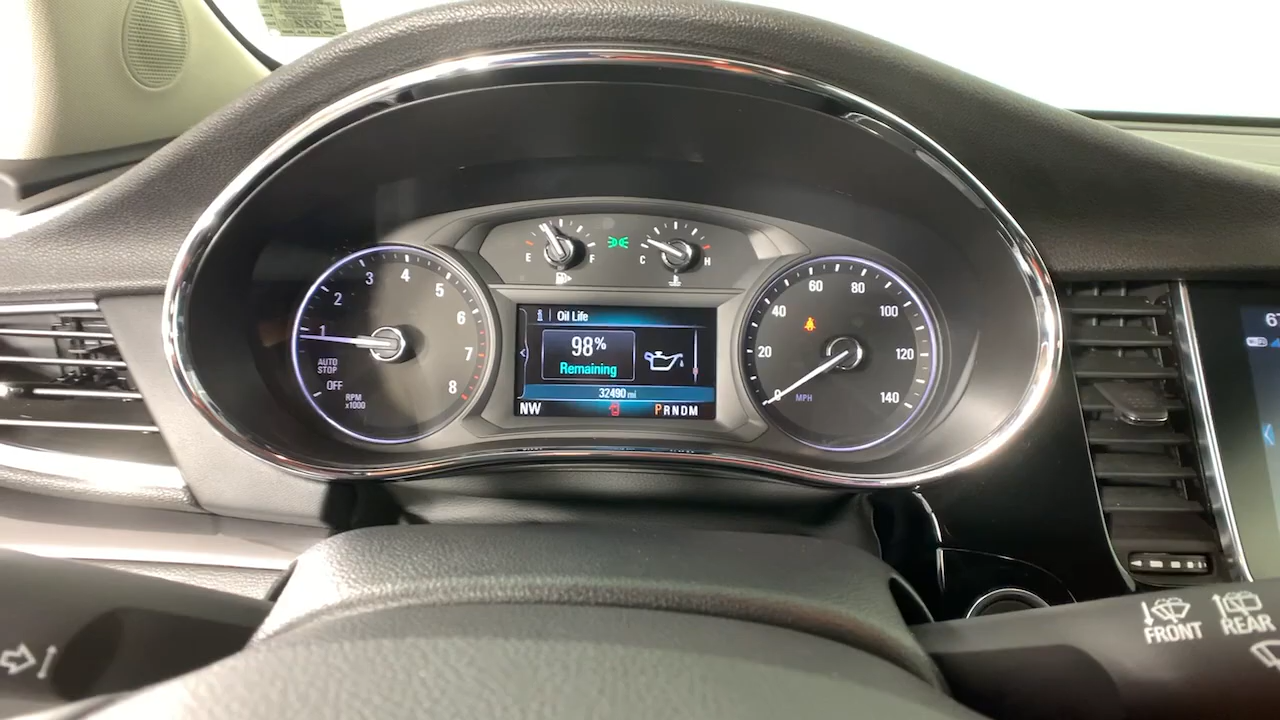 E F
C H
1 2 3 4 5 6 7 8
AUTO
STOP
OFF
RPM
x1000
i Oil Life
98%
Remaining
32490 mi
NW PRNDM
0 20 40 60 80 100 120 140
MPH
FRONT REAR